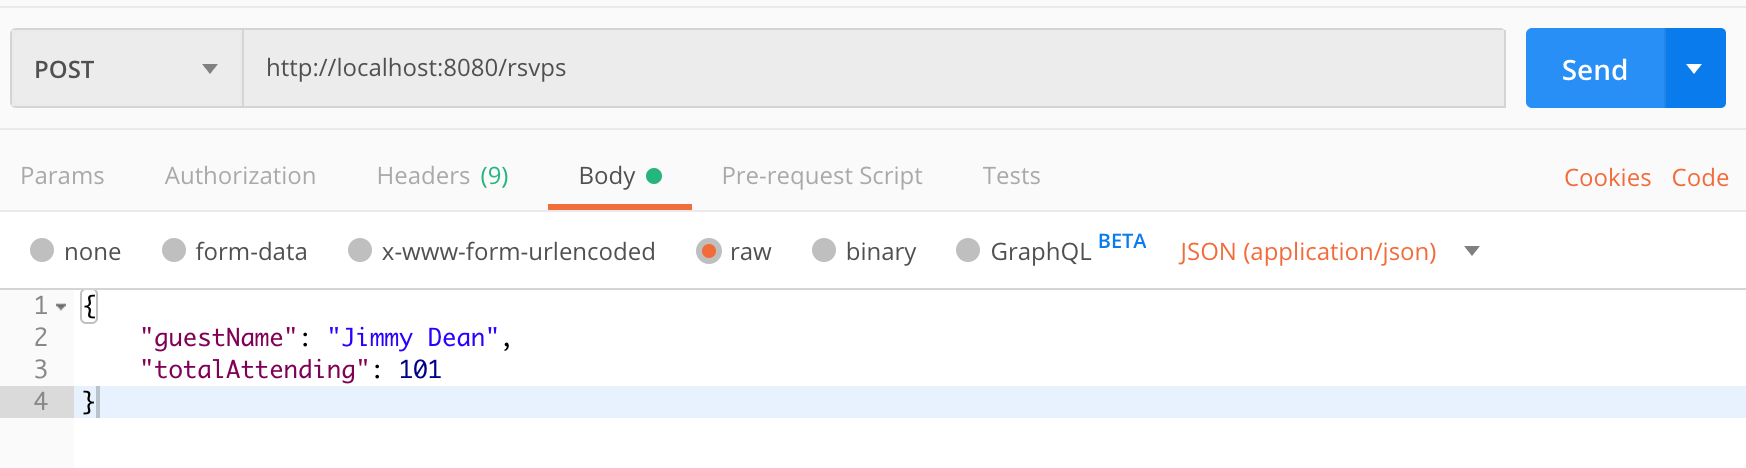 POST http://localhost:8080/rsvps Send
Params Authorization Headers (9) Body Pre-request Script Tests Cookies Code
none form-data x-www-form-urlencoded raw binary GraphQL BETA JSON (application/json)
1 {
2 "guestName": "Jimmy Dean",
3 "totalAttending": 101
4 }